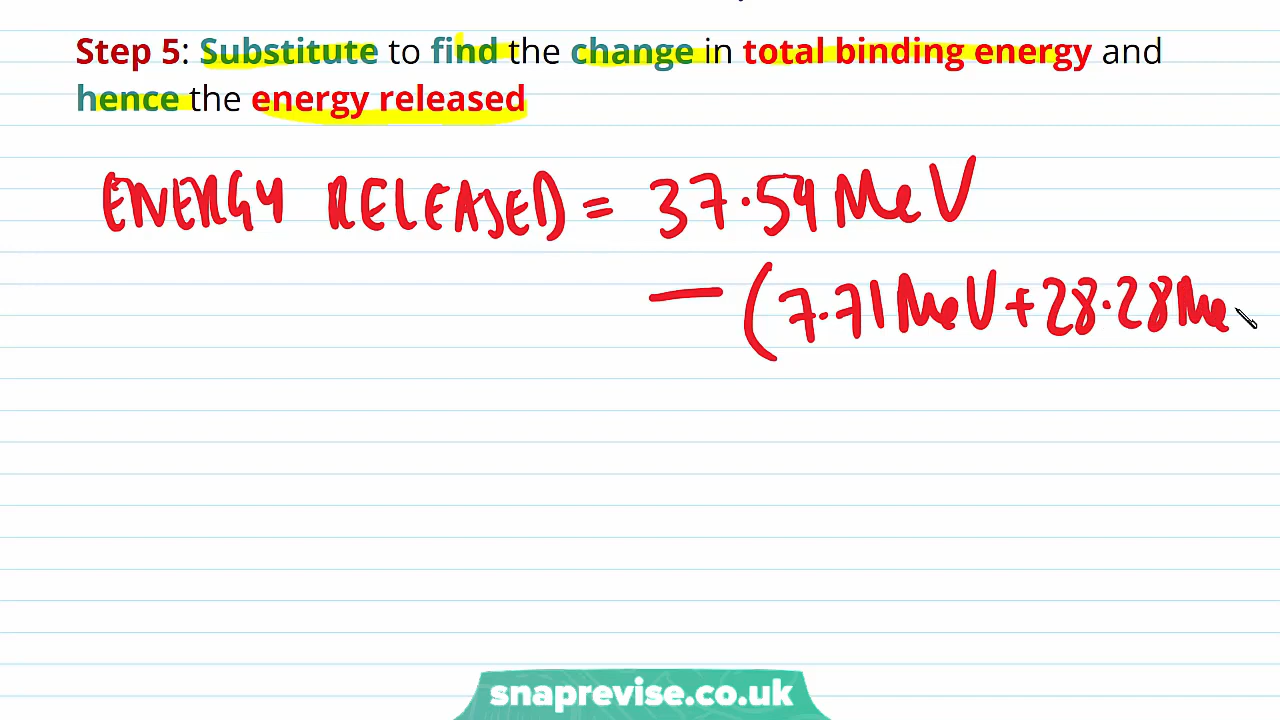 Step 5: Substitute to find the change in total binding energy and
hence the energy released
ENERGY RELEASED = 37.54 MeV
— (7.71 MeV + 28.28 Me
snaprevise.co.uk